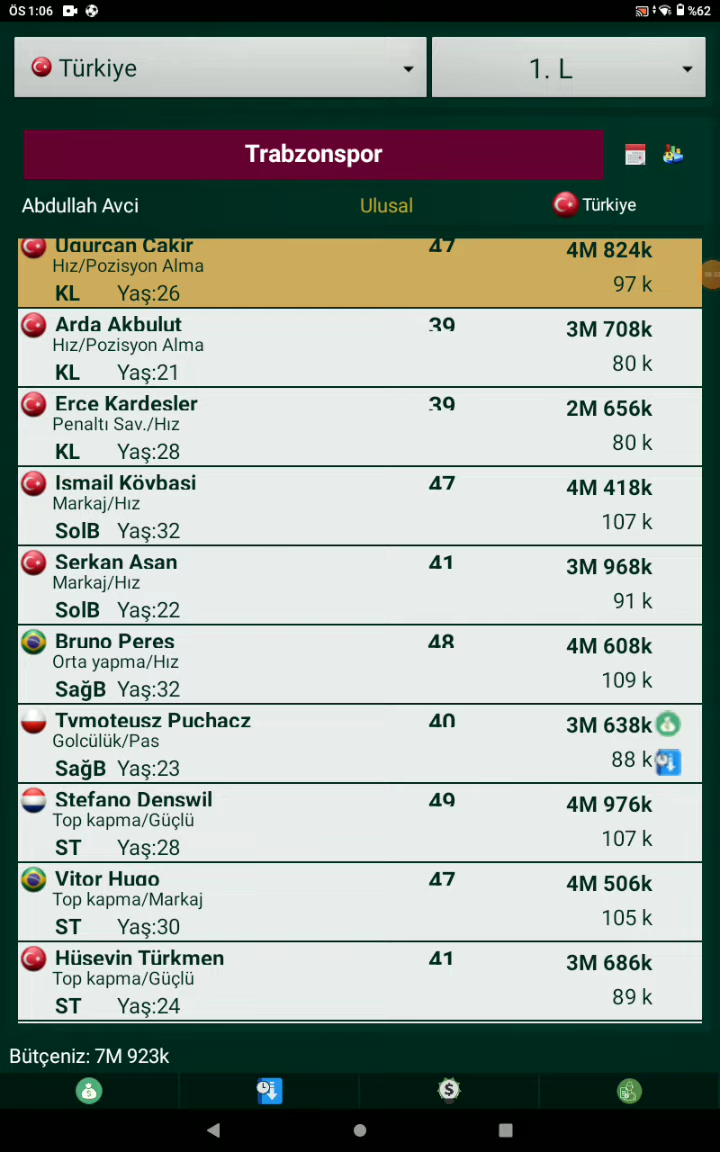 ÖS 1:06 %62
Türkiye 1. L
Trabzonspor
Abdullah Avci Ulusal Türkiye
Ugurcan Cakir 47 4M 824k
Hız/Pozisyon Alma 97 k
KL Yaş:26
Arda Akbulut 39 3M 708k
Hız/Pozisyon Alma 80 k
KL Yaş:21
Erce Kardesler 39 2M 656k
Penaltı Sav./Hız 80 k
KL Yaş:28
Ismail Köybasi 47 4M 418k
Markaj/Hız 107 k
SolB Yaş:32
Serkan Asan 41 3M 968k
Markaj/Hız 91 k
SolB Yaş:22
Bruno Peres 48 4M 608k
Orta yapma/Hız 109 k
SağB Yaş:32
Tymoteusz Puchacz 40 3M 638k
Golcülük/Pas 88 k
SağB Yaş:23
Stefano Denswil 49 4M 976k
Top kapma/Güçlü 107 k
ST Yaş:28
Vitor Hugo 47 4M 506k
Top kapma/Markaj 105 k
ST Yaş:30
Hüseyin Türkmen 41 3M 686k
Top kapma/Güçlü 89 k
ST Yaş:24
Bütçeniz: 7M 923k